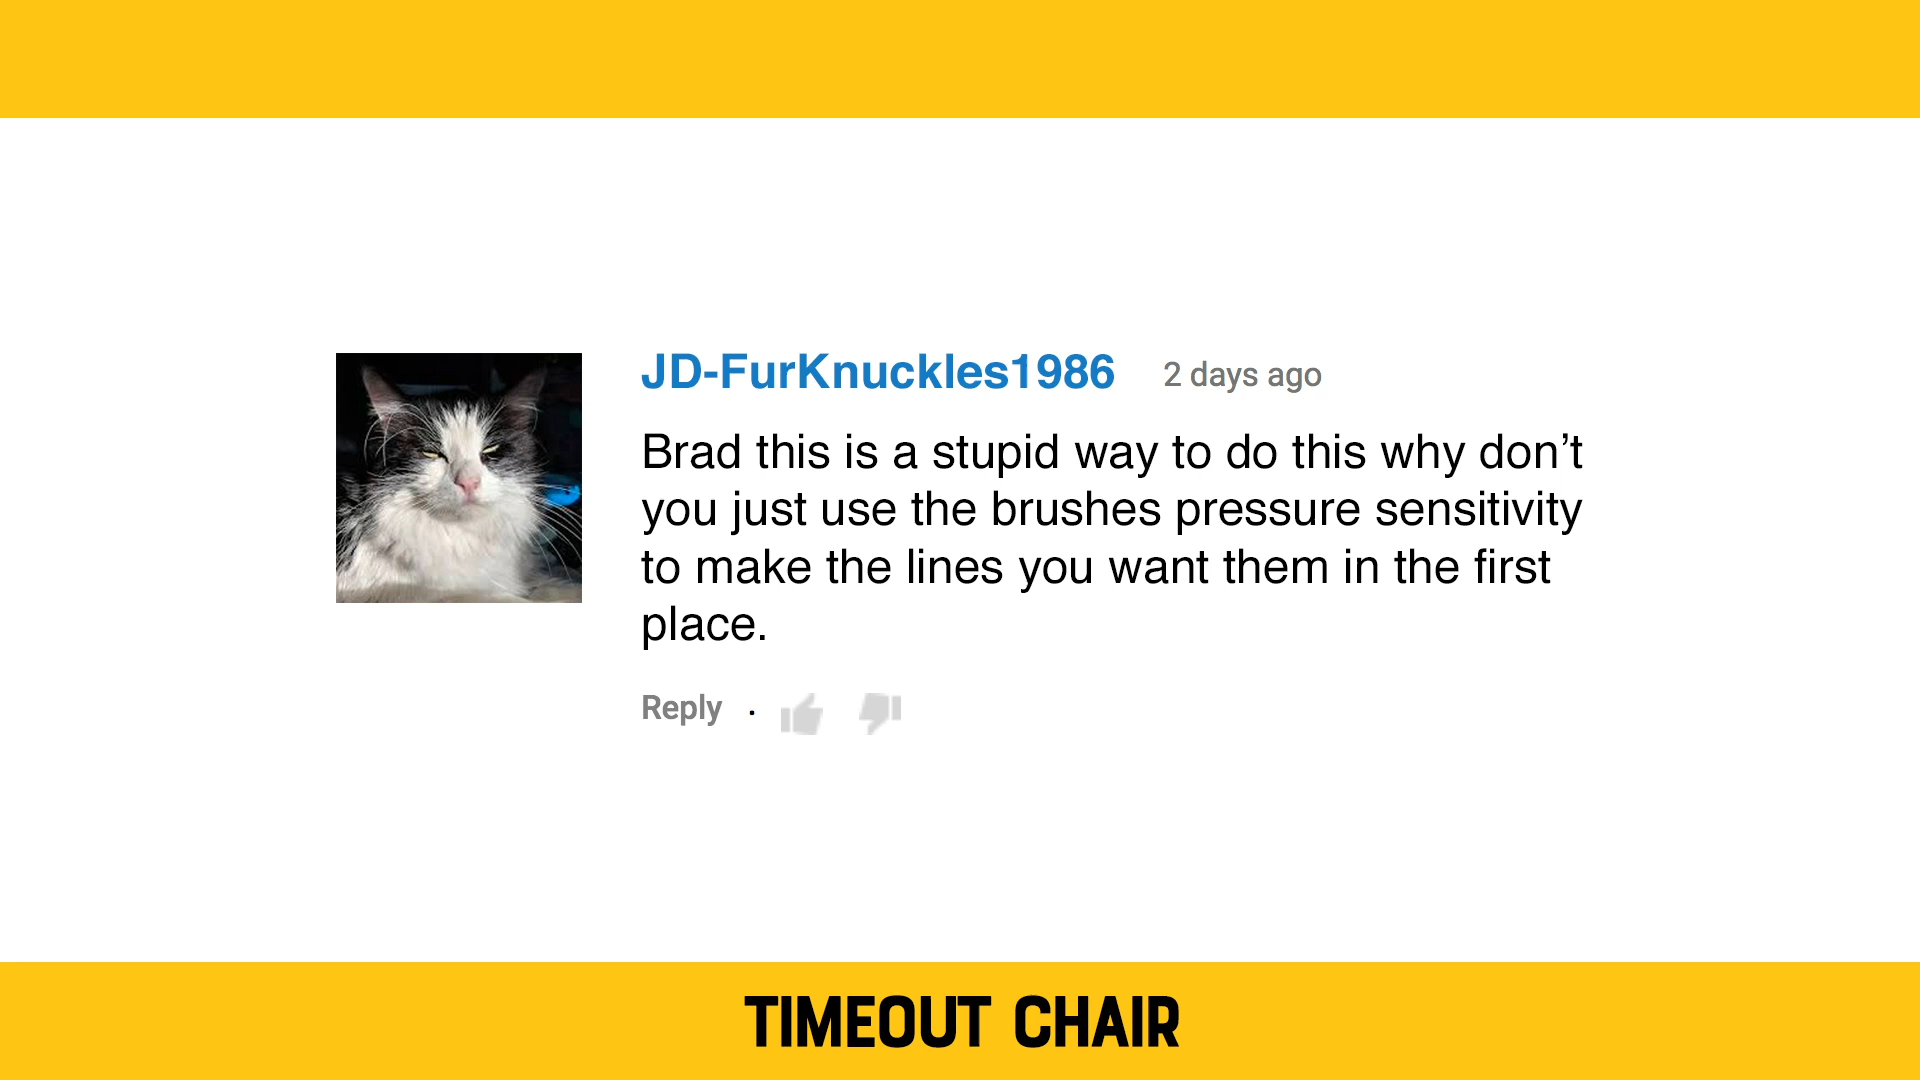 JD-FurKnuckles1986 2 days ago
Brad this is a stupid way to do this why don’t
you just use the brushes pressure sensitivity
to make the lines you want them in the first
place.
Reply ·
TIMEOUT CHAIR